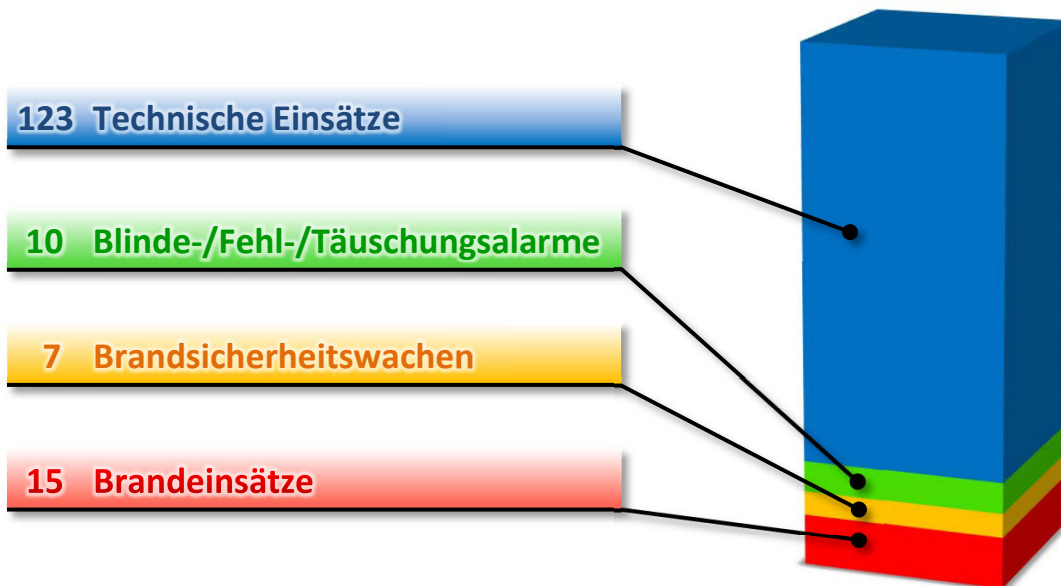 123 Technische Einsätze
10 Blinde-/Fehl-/Täuschungsalarme
7 Brandsicherheitswachen
15 Brandeinsätze